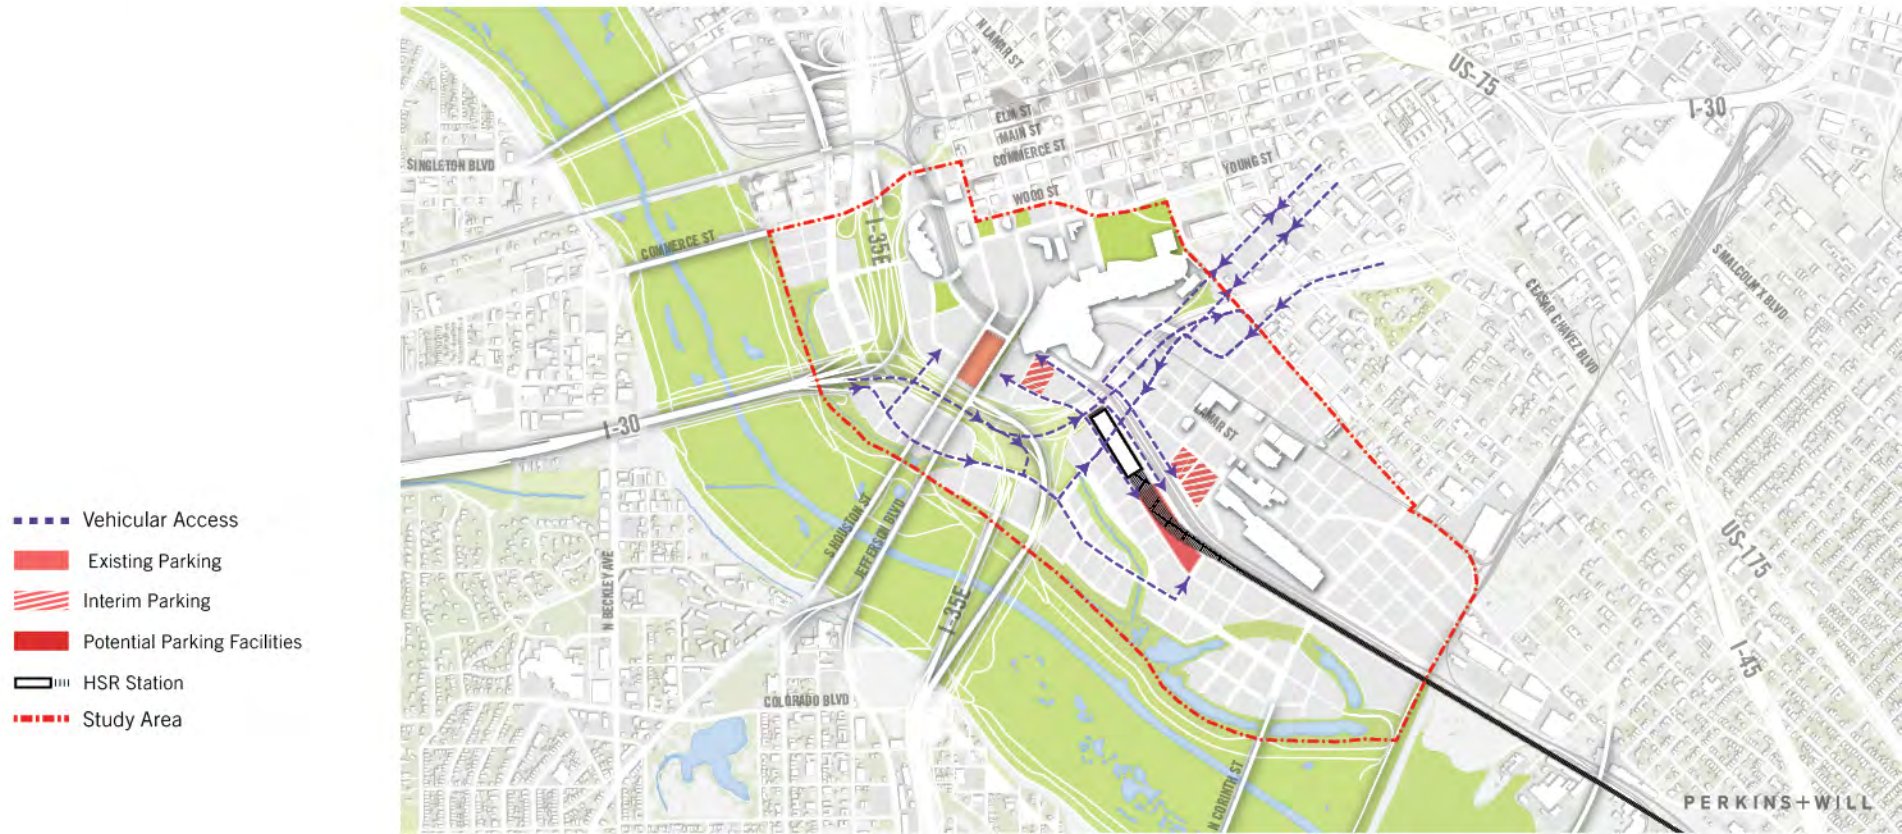 N LAMAR ST
US-75
I-30
ELM ST
MAIN ST
COMMERCE ST
YOUNG ST
SINGLETON BLVD
WOOD ST
I-35E
COMMERCE ST
S MALCOLM X BLVD
CEASAR CHAVEZ BLVD
I-30
LAMAR ST
S HOUSTON ST
JEFFERSON BLVD
N BECKLEY AVE
I-35E
US-175
I-45
COLORADO BLVD
N CORINTH ST
Vehicular Access
Existing Parking
Interim Parking
Potential Parking Facilities
HSR Station
Study Area
PERKINS+WILL